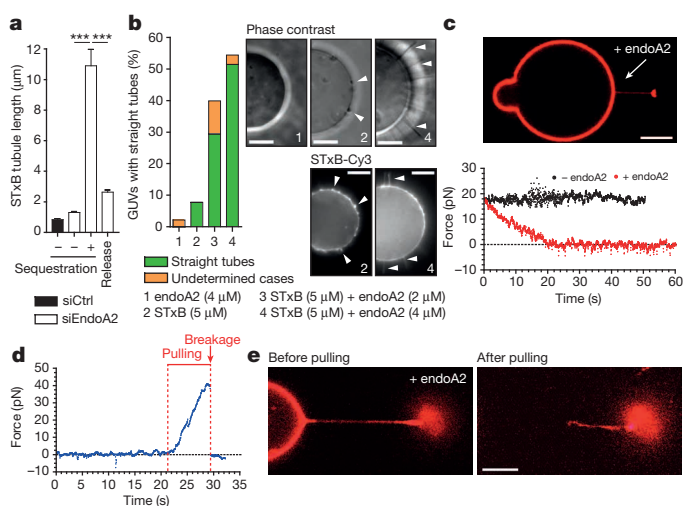 a
***
***
STxB tubule length (μm)
12
10
8
6
4
2
0
– – +
Sequestration
Release
siCtrl
siEndoA2
b
GUVs with straight tubes (%)
60
50
40
30
20
10
0
1 2 3 4
Straight tubes
Undetermined cases
1 endoA2 (4 μM)
2 STxB (5 μM)
3 STxB (5 μM) + endoA2 (2 μM)
4 STxB (5 μM) + endoA2 (4 μM)
Phase contrast
1
2
4
STxB-Cy3
2
4
c
+ endoA2
Force (pN)
30
20
10
0
−10
– endoA2
+ endoA2
0 10 20 30 40 50 60
Time (s)
d
Breakage
Pulling
Force (pN)
50
40
30
20
10
0
−10
0 5 10 15 20 25 30 35
Time (s)
e
Before pulling
+ endoA2
After pulling